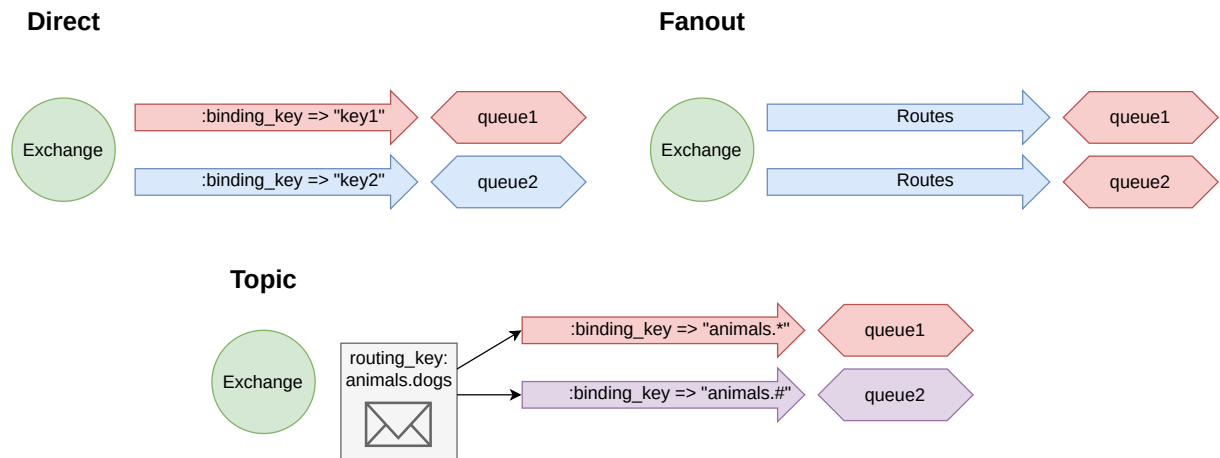 Direct
Exchange
:binding_key => "key1"
queue1
:binding_key => "key2"
queue2
Fanout
Exchange
Routes
queue1
Routes
queue2
Topic
Exchange
routing_key:
animals.dogs
:binding_key => "animals.*"
queue1
:binding_key => "animals.#"
queue2